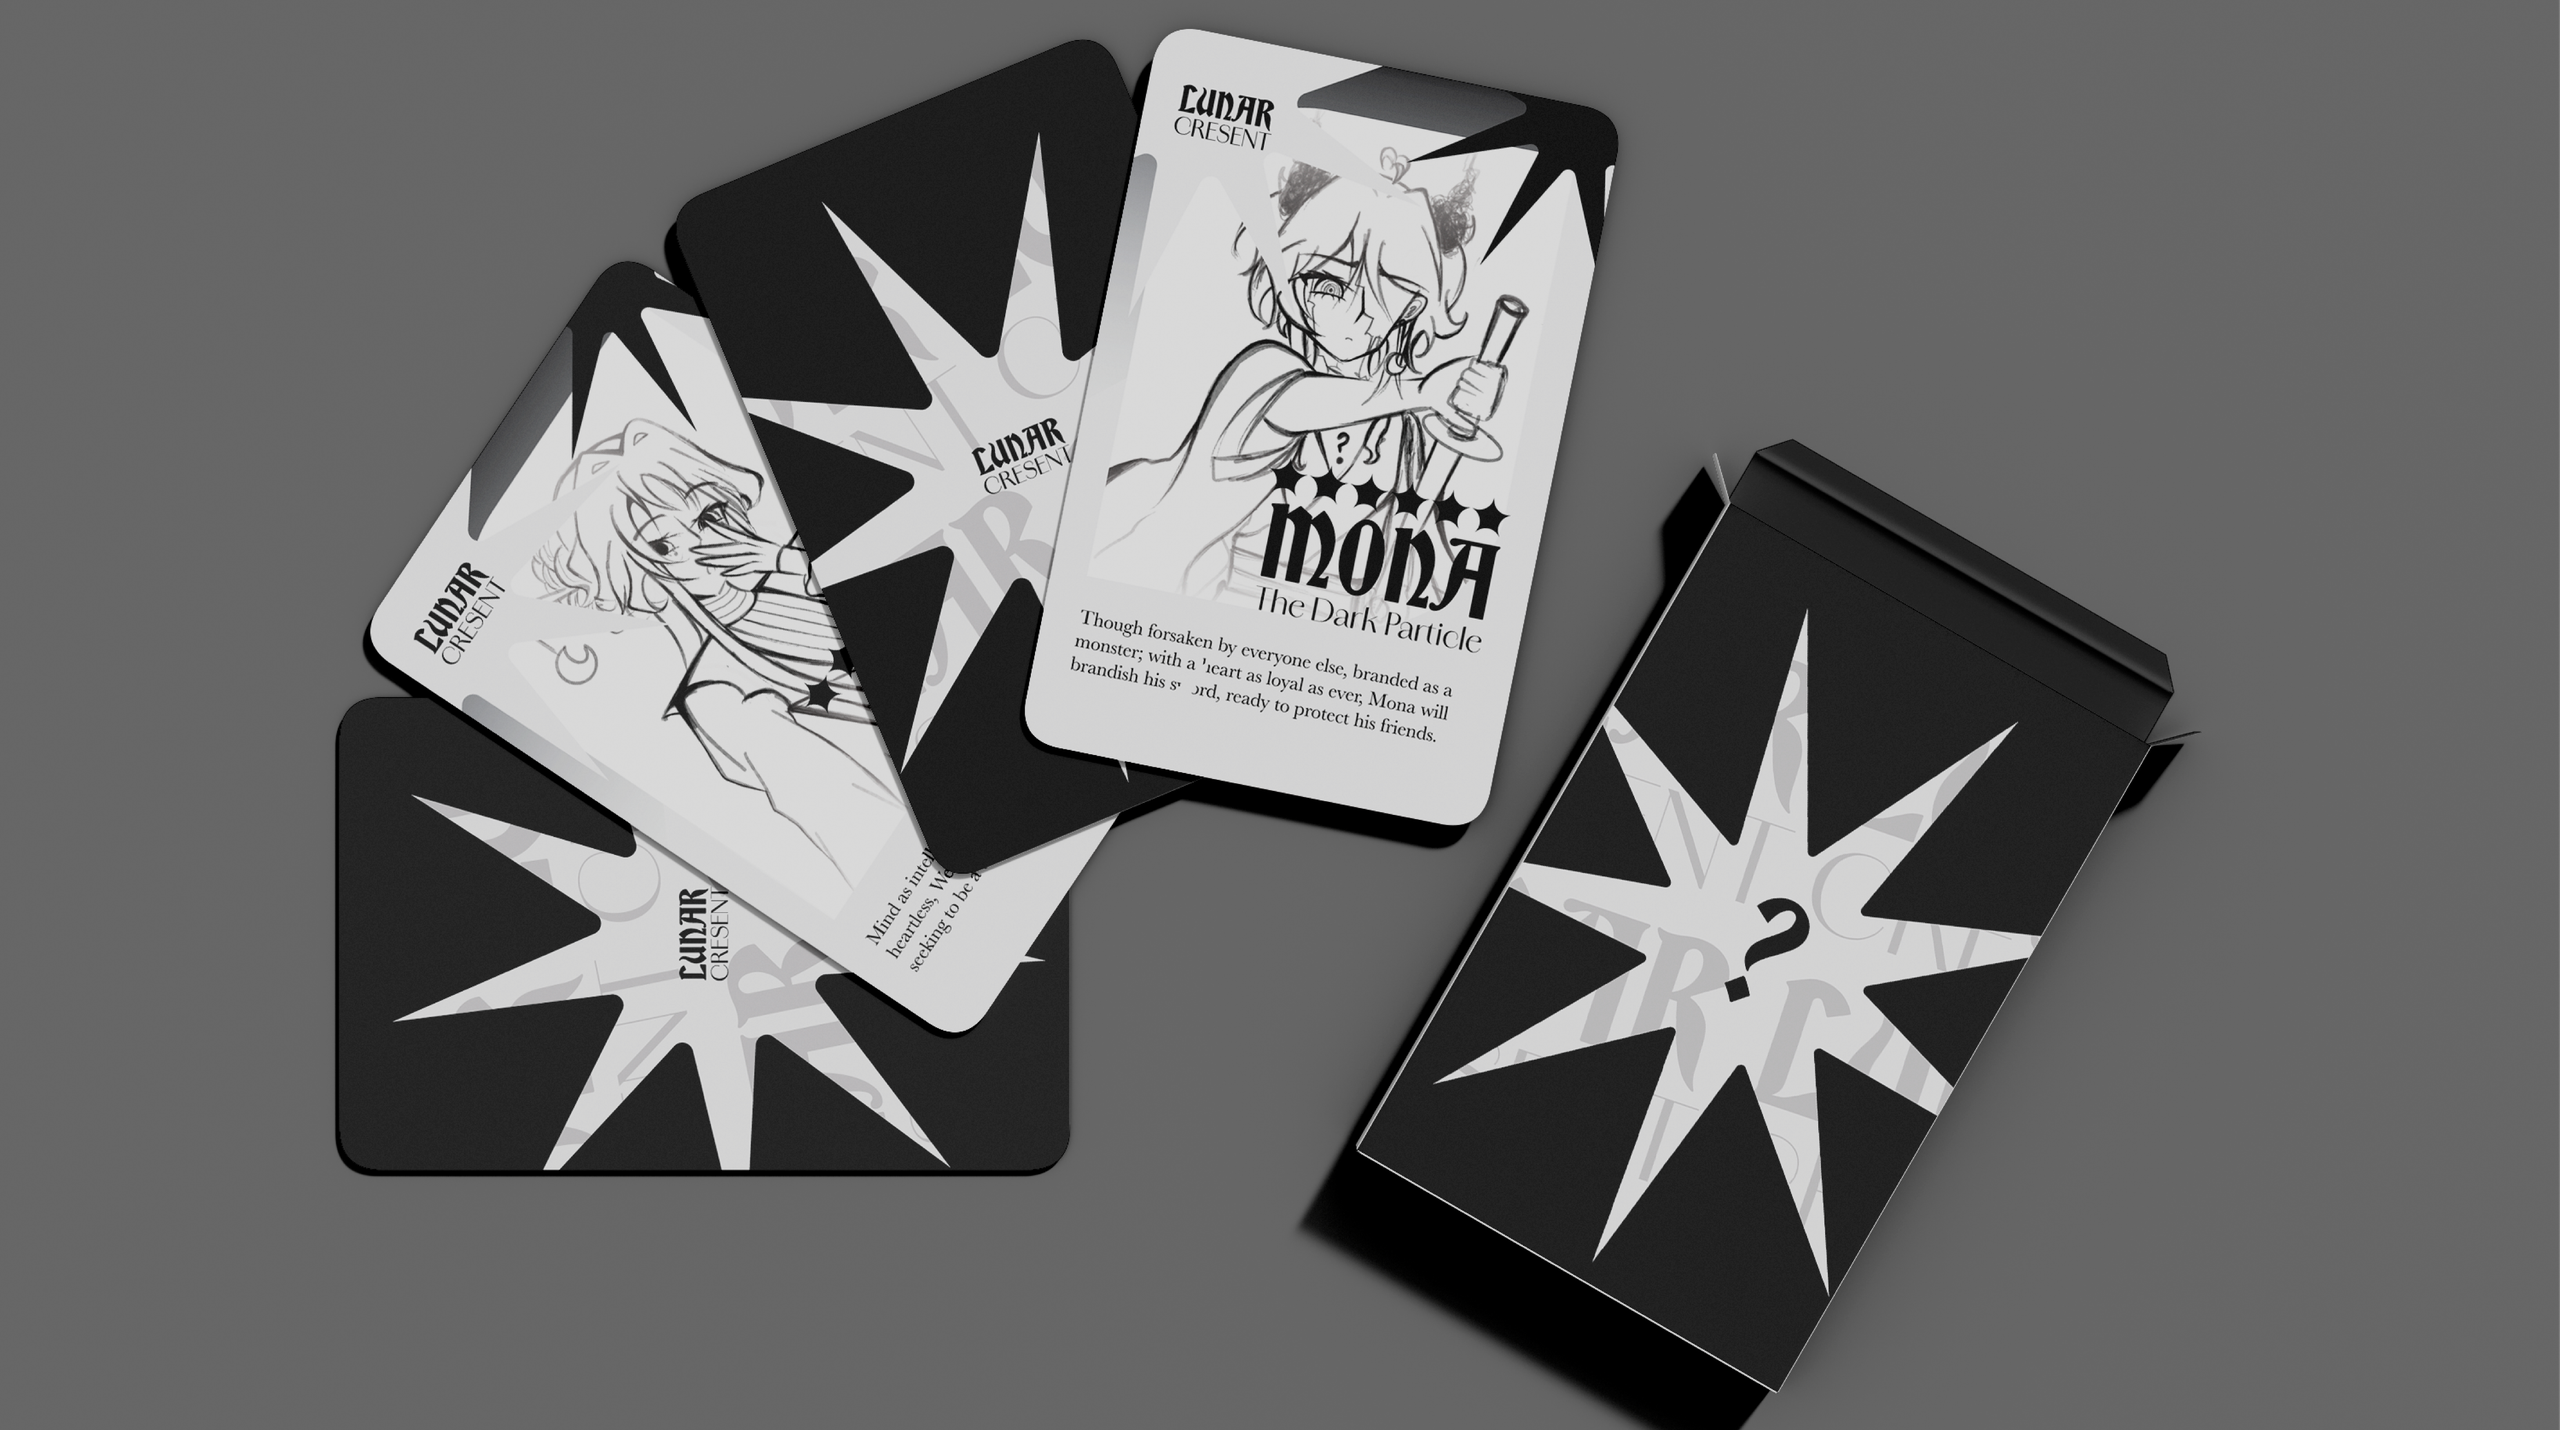 LUNAR
CRESENT
MONA
The Dark Particle
Though forsaken by everyone else, branded as a
monster; with a heart as loyal as ever, Mona will
brandish his s ord, ready to protect his friends.
?
LUNAR
CRESENT
LUNAR
CRESENT
Mind as
heartless,
seeking to be a
LUNAR
CRESENT
?